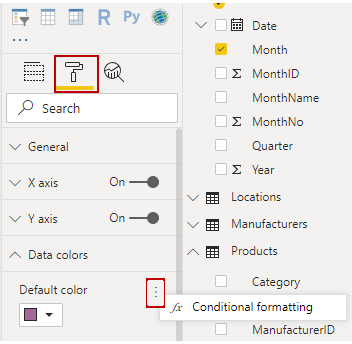 R Py
...
Search
General
X axis On
Y axis On
Data colors
Default color
Date
Month
Σ MonthID
MonthName
Σ MonthNo
Quarter
Σ Year
Locations
Manufacturers
Products
Category
fx Conditional formatting
ManufacturerID